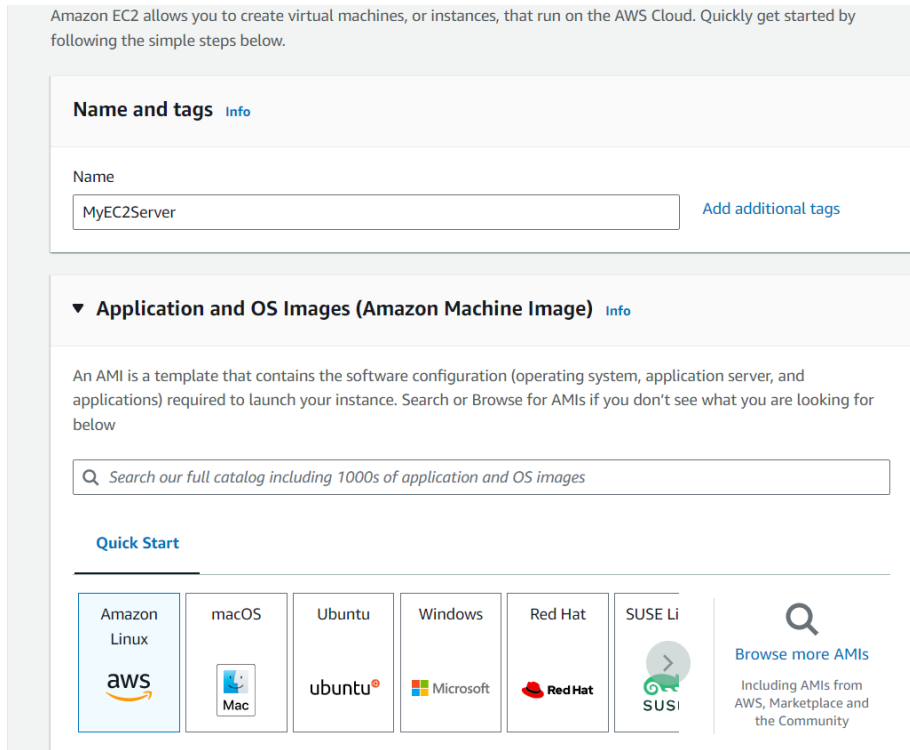 Amazon EC2 allows you to create virtual machines, or instances, that run on the AWS Cloud. Quickly get started by
following the simple steps below.
Name and tags Info
Name
MyEC2Server
Add additional tags
Application and OS Images (Amazon Machine Image) Info
An AMI is a template that contains the software configuration (operating system, application server, and
applications) required to launch your instance. Search or Browse for AMIs if you don't see what you are looking for
below
Search our full catalog including 1000s of application and OS images
Quick Start
Amazon
Linux
aws
macOS
Mac
Ubuntu
ubuntu
Windows
Microsoft
Red Hat
Red Hat
SUSE Li
SUS
Browse more AMIs
Including AMIs from
AWS, Marketplace and
the Community